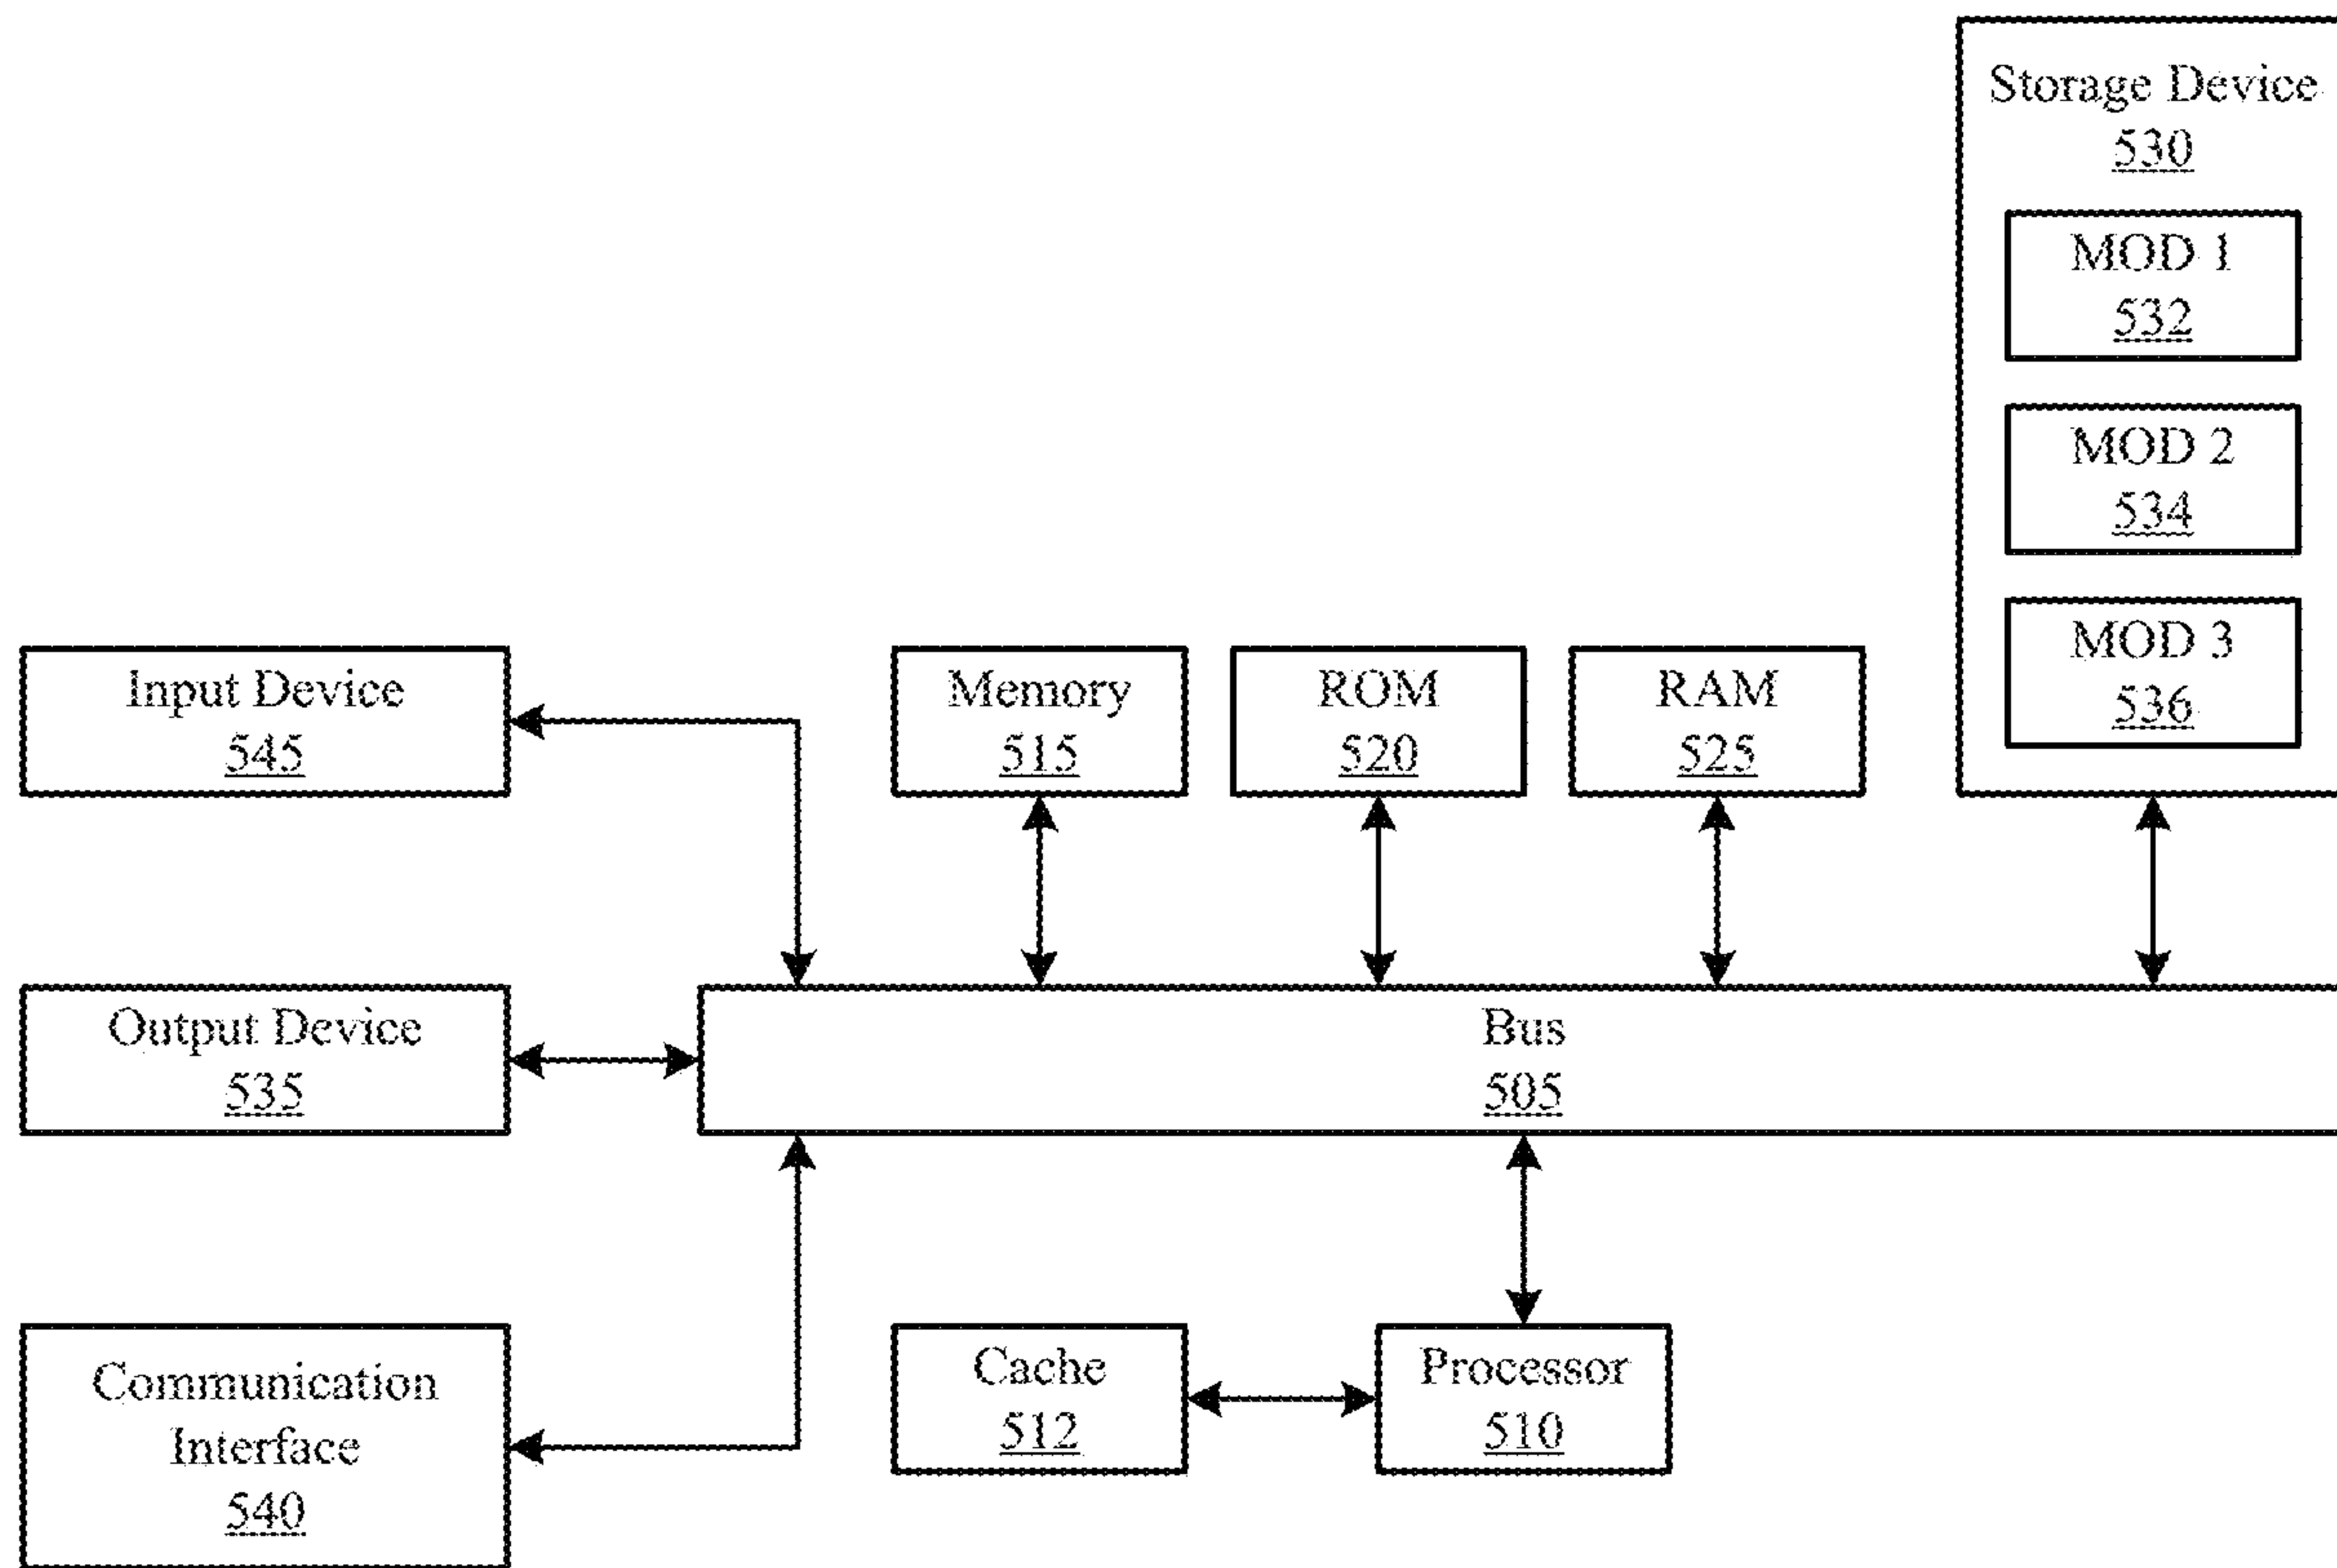 Storage Device
530
MOD 1
532
MOD 2
534
MOD 3
536
Input Device
545
Memory
515
ROM
520
RAM
525
Output Device
535
Bus
505
Communication
Interface
540
Cache
512
Processor
510